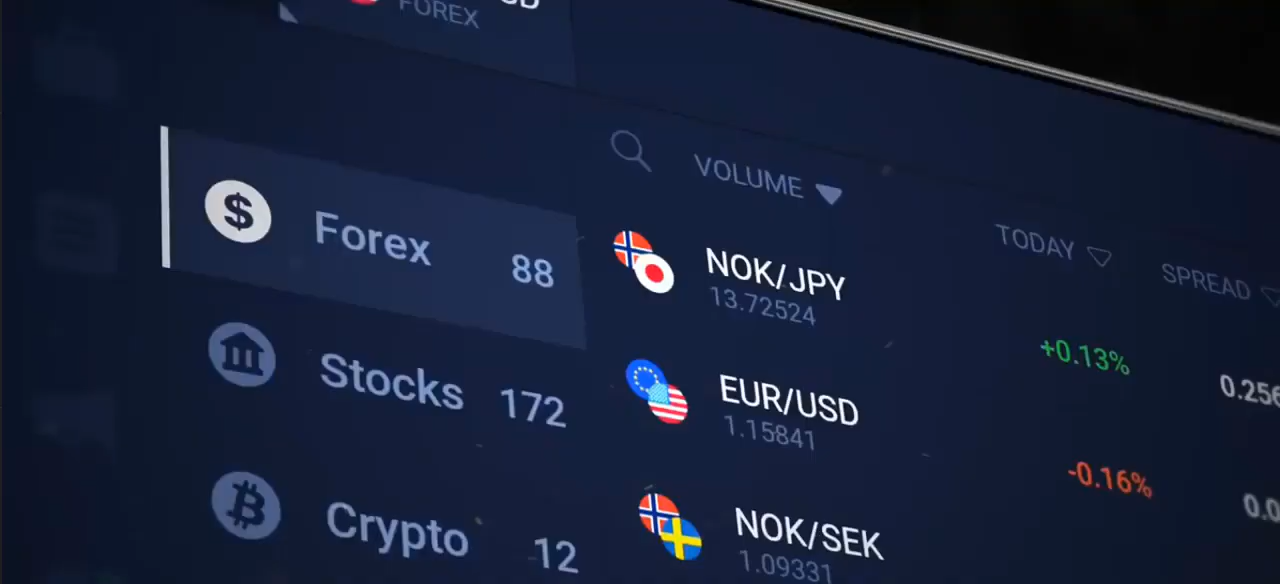 FOREX
$
Forex 88
Stocks 172
Crypto 12
VOLUME
TODAY
SPREAD
NOK/JPY
13.72524
+0.13%
EUR/USD
1.15841
-0.16%
NOK/SEK
1.09331